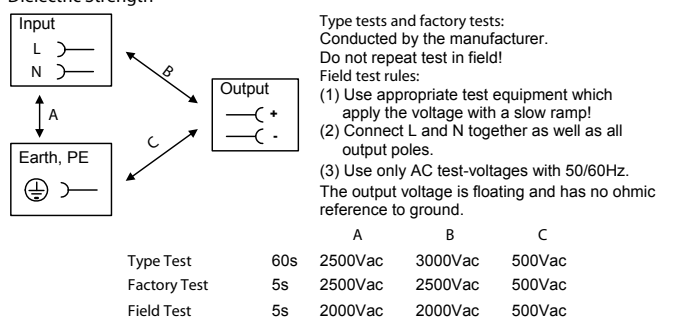 Input
L
N
A
Earth, PE
B
C
Output
+
-
Type tests and factory tests:
Conducted by the manufacturer.
Do not repeat test in field!
Field test rules:
(1) Use appropriate test equipment which
apply the voltage with a slow ramp!
(2) Connect L and N together as well as all
output poles.
(3) Use only AC test-voltages with 50/60Hz.
The output voltage is floating and has no ohmic
reference to ground.
A B C
Type Test 60s 2500Vac 3000Vac 500Vac
Factory Test 5s 2500Vac 2500Vac 500Vac
Field Test 5s 2000Vac 2000Vac 500Vac